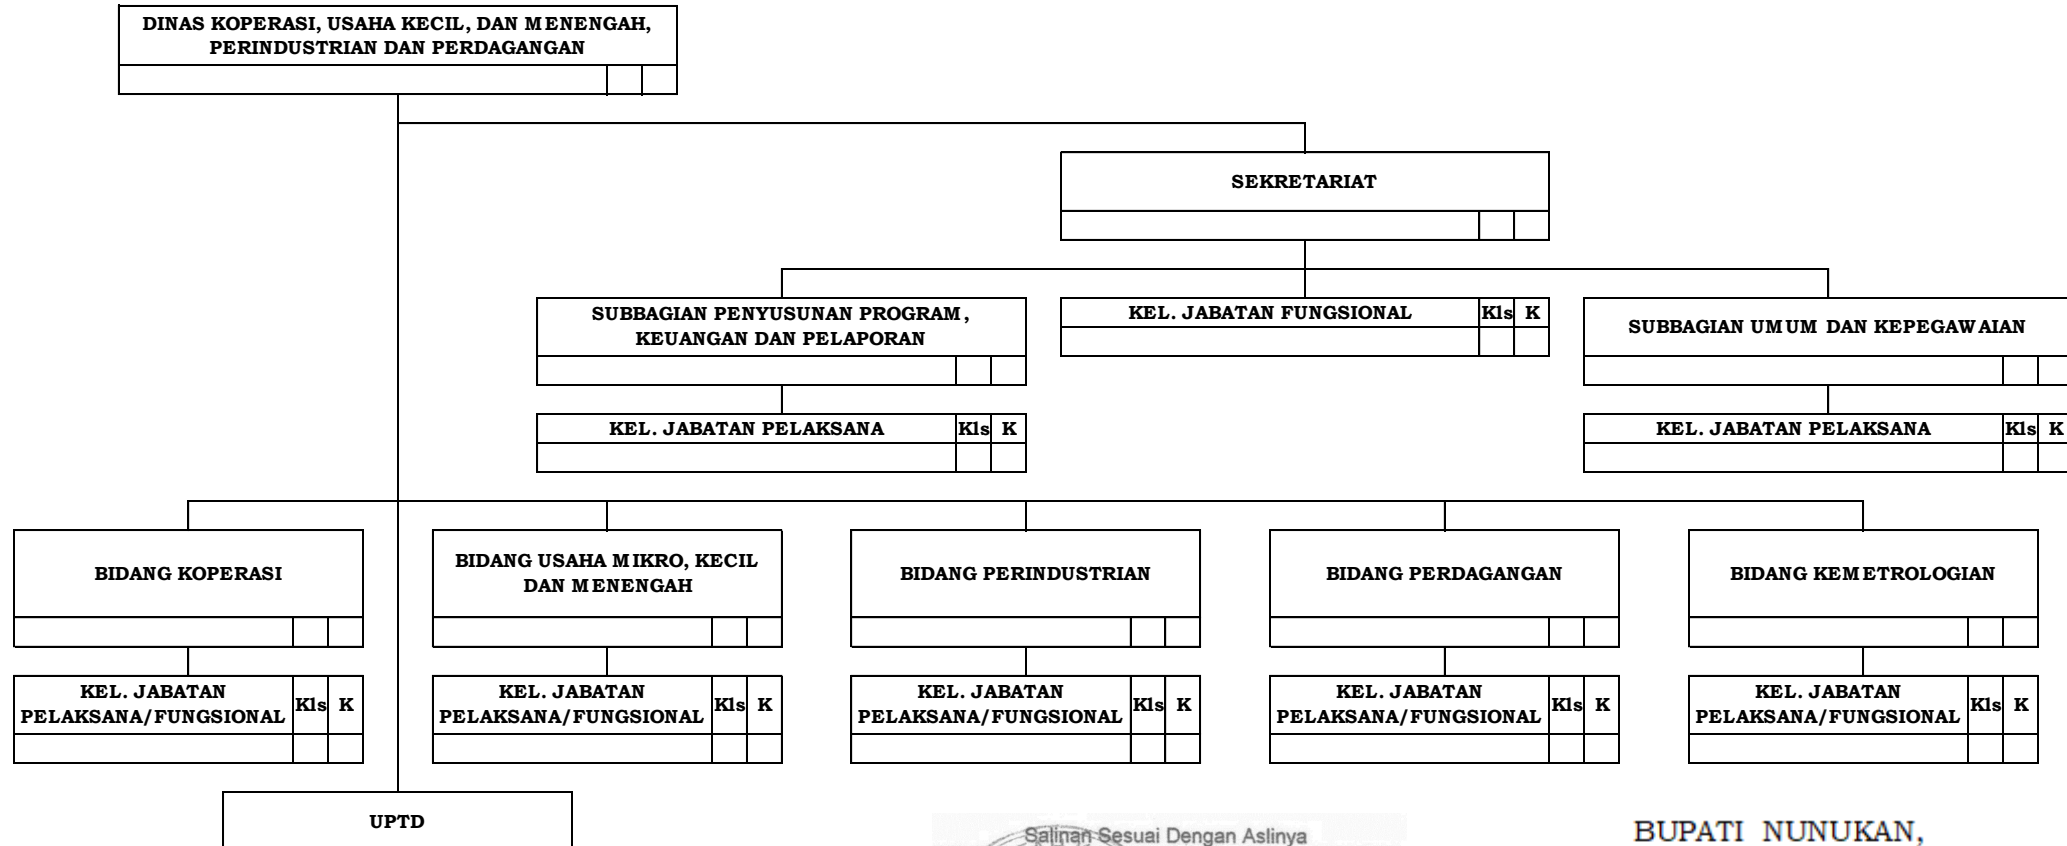 DINAS KOPERASI, USAHA KECIL, DAN MENENGAH,
PERINDUSTRIAN DAN PERDAGANGAN
SEKRETARIAT
SUBBAGIAN PENYUSUNAN PROGRAM,
KEUANGAN DAN PELAPORAN
KEL. JABATAN FUNGSIONAL Kls K
SUBBAGIAN UMUM DAN KEPEGAWAIAN
KEL. JABATAN PELAKSANA Kls K
KEL. JABATAN PELAKSANA Kls K
BIDANG KOPERASI
BIDANG USAHA MIKRO, KECIL
DAN MENENGAH
BIDANG PERINDUSTRIAN
BIDANG PERDAGANGAN
BIDANG KEMETROLOGIAN
KEL. JABATAN
PELAKSANA/FUNGSIONAL Kls K
KEL. JABATAN
PELAKSANA/FUNGSIONAL Kls K
KEL. JABATAN
PELAKSANA/FUNGSIONAL Kls K
KEL. JABATAN
PELAKSANA/FUNGSIONAL Kls K
KEL. JABATAN
PELAKSANA/FUNGSIONAL Kls K
UPTD
Salinan Sesuai Dengan Aslinya
BUPATI NUNUKAN,